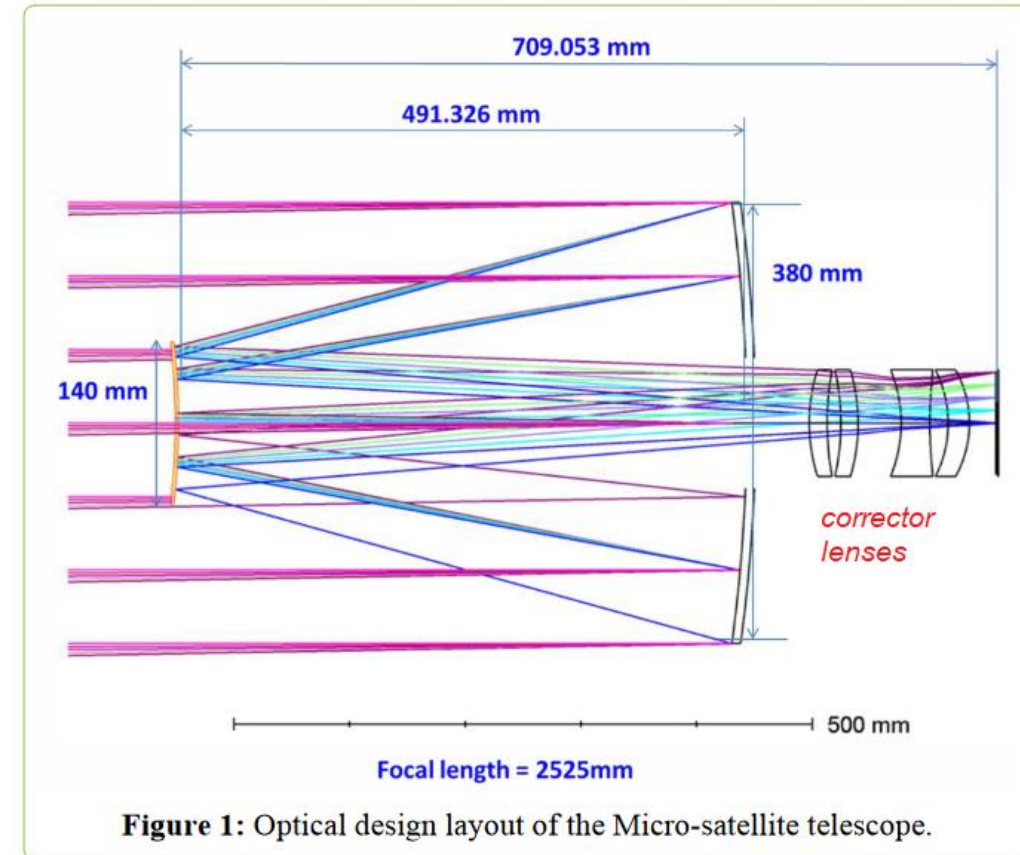 709.053 mm
491.326 mm
380 mm
140 mm
corrector
lenses
500 mm
Focal length = 2525mm
Figure 1: Optical design layout of the Micro-satellite telescope.